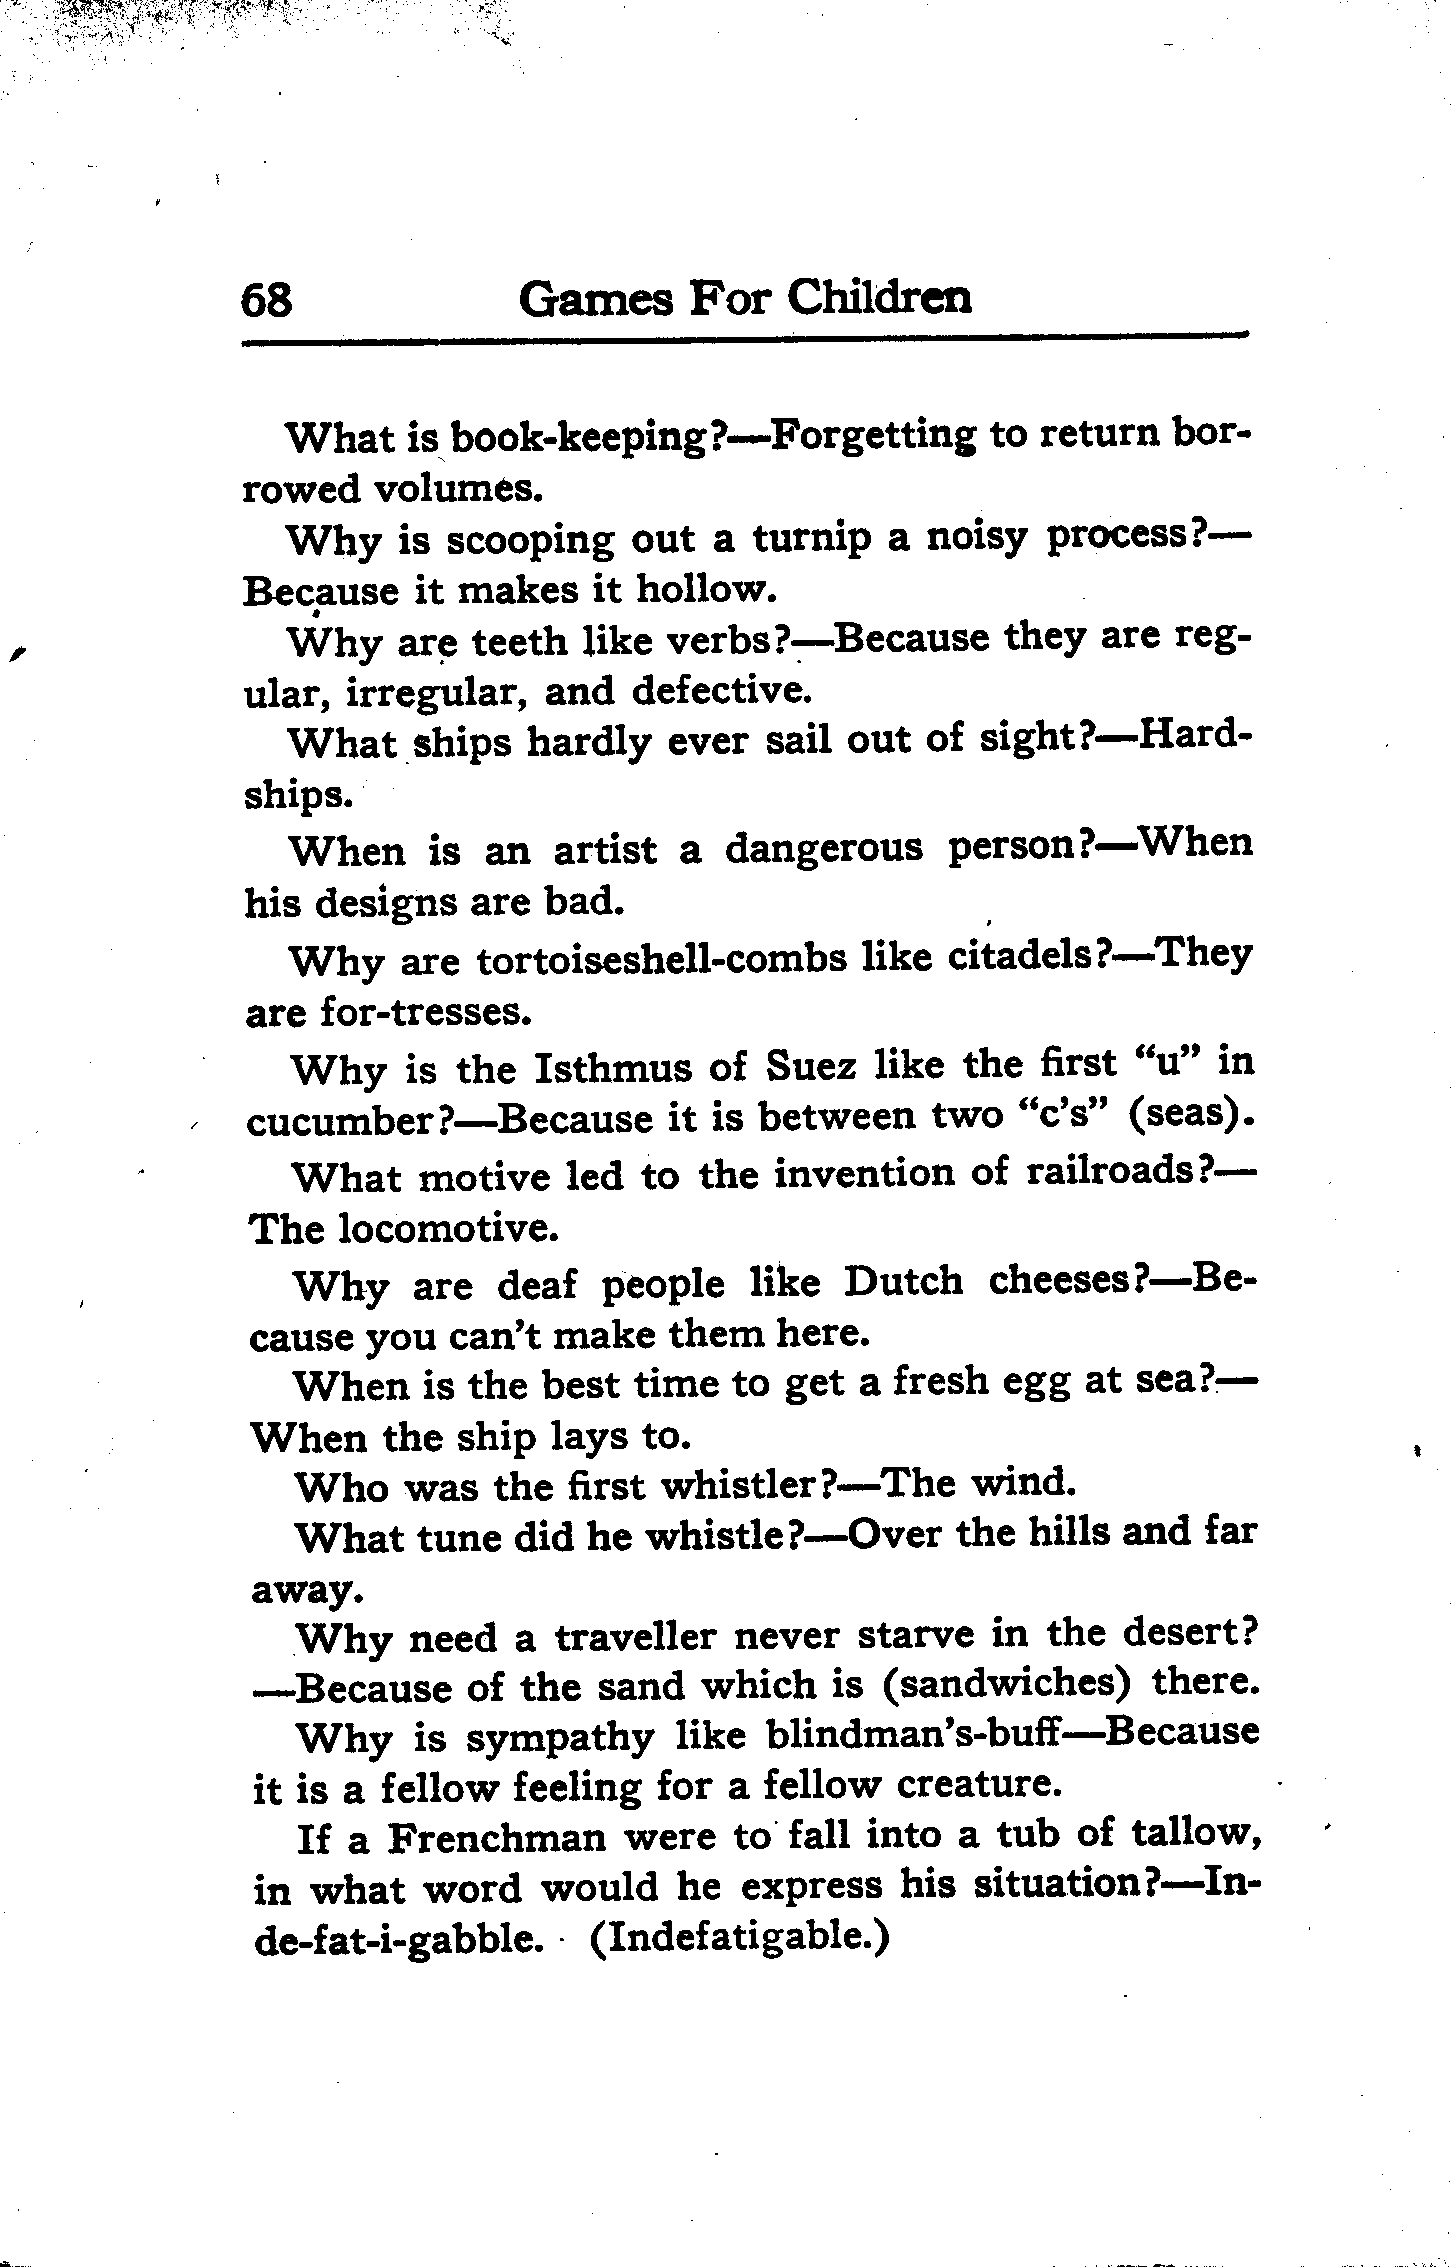 68 Games For Children
What is book-keeping?—Forgetting to return bor-
rowed volumes.
Why is scooping out a turnip a noisy process?—
Because it makes it hollow.
Why are teeth like verbs?—Because they are reg-
ular, irregular, and defective.
What ships hardly ever sail out of sight?—Hard-
ships.
When is an artist a dangerous person?—When
his designs are bad.
Why are tortoiseshell-combs like citadels?—They
are for-tresses.
Why is the Isthmus of Suez like the first “u” in
cucumber?—Because it is between two “c’s” (seas).
What motive led to the invention of railroads?—
The locomotive.
Why are deaf people like Dutch cheeses?—Be-
cause you can’t make them here.
When is the best time to get a fresh egg at sea?—
When the ship lays to.
Who was the first whistler?—The wind.
What tune did he whistle?—Over the hills and far
away.
Why need a traveller never starve in the desert?
—Because of the sand which is (sandwiches) there.
Why is sympathy like blindman’s-buff—Because
it is a fellow feeling for a fellow creature.
If a Frenchman were to fall into a tub of tallow,
in what word would he express his situation?—In-
de-fat-i-gabble. (Indefatigable.)